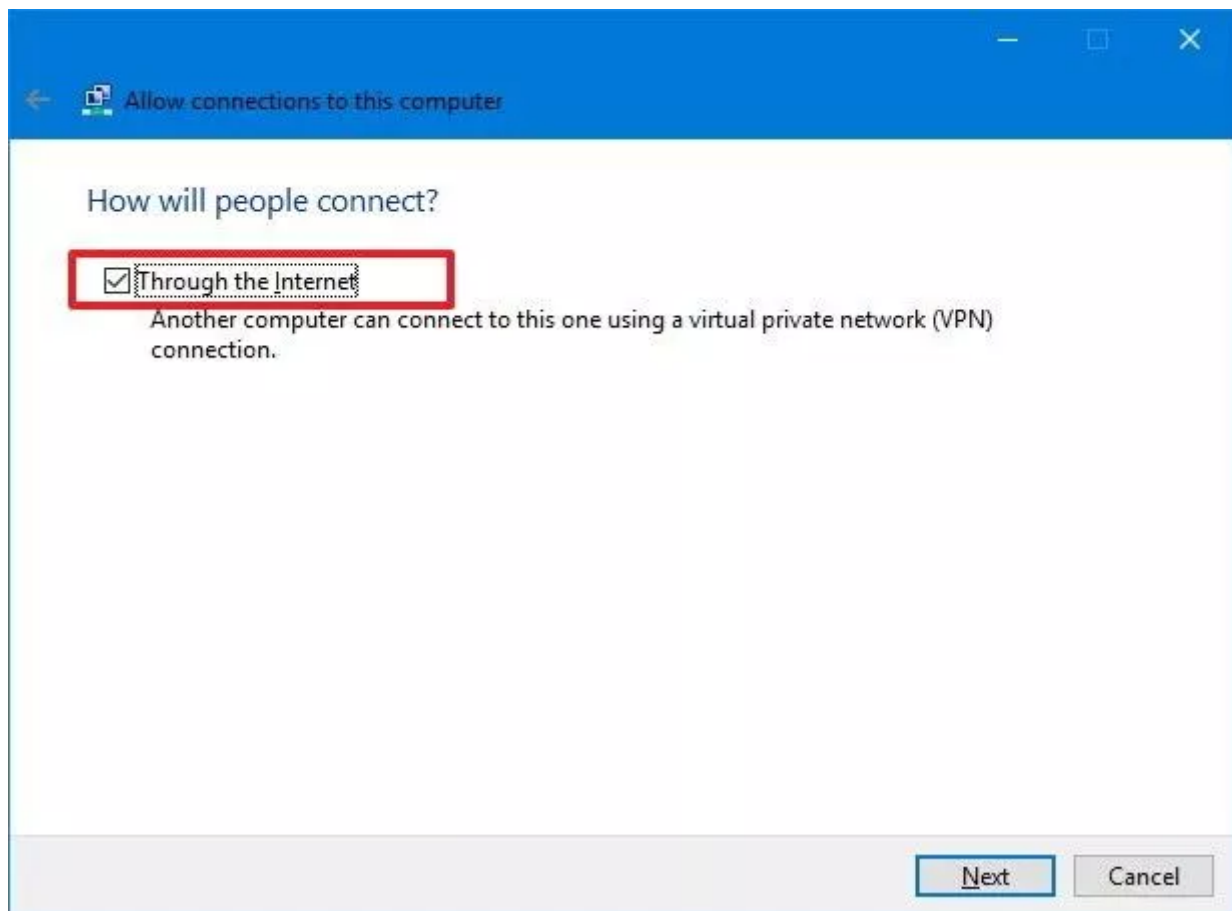 Allow connections to this computer
How will people connect?
Through the Internet
Another computer can connect to this one using a virtual private network (VPN)
connection.
Next
Cancel